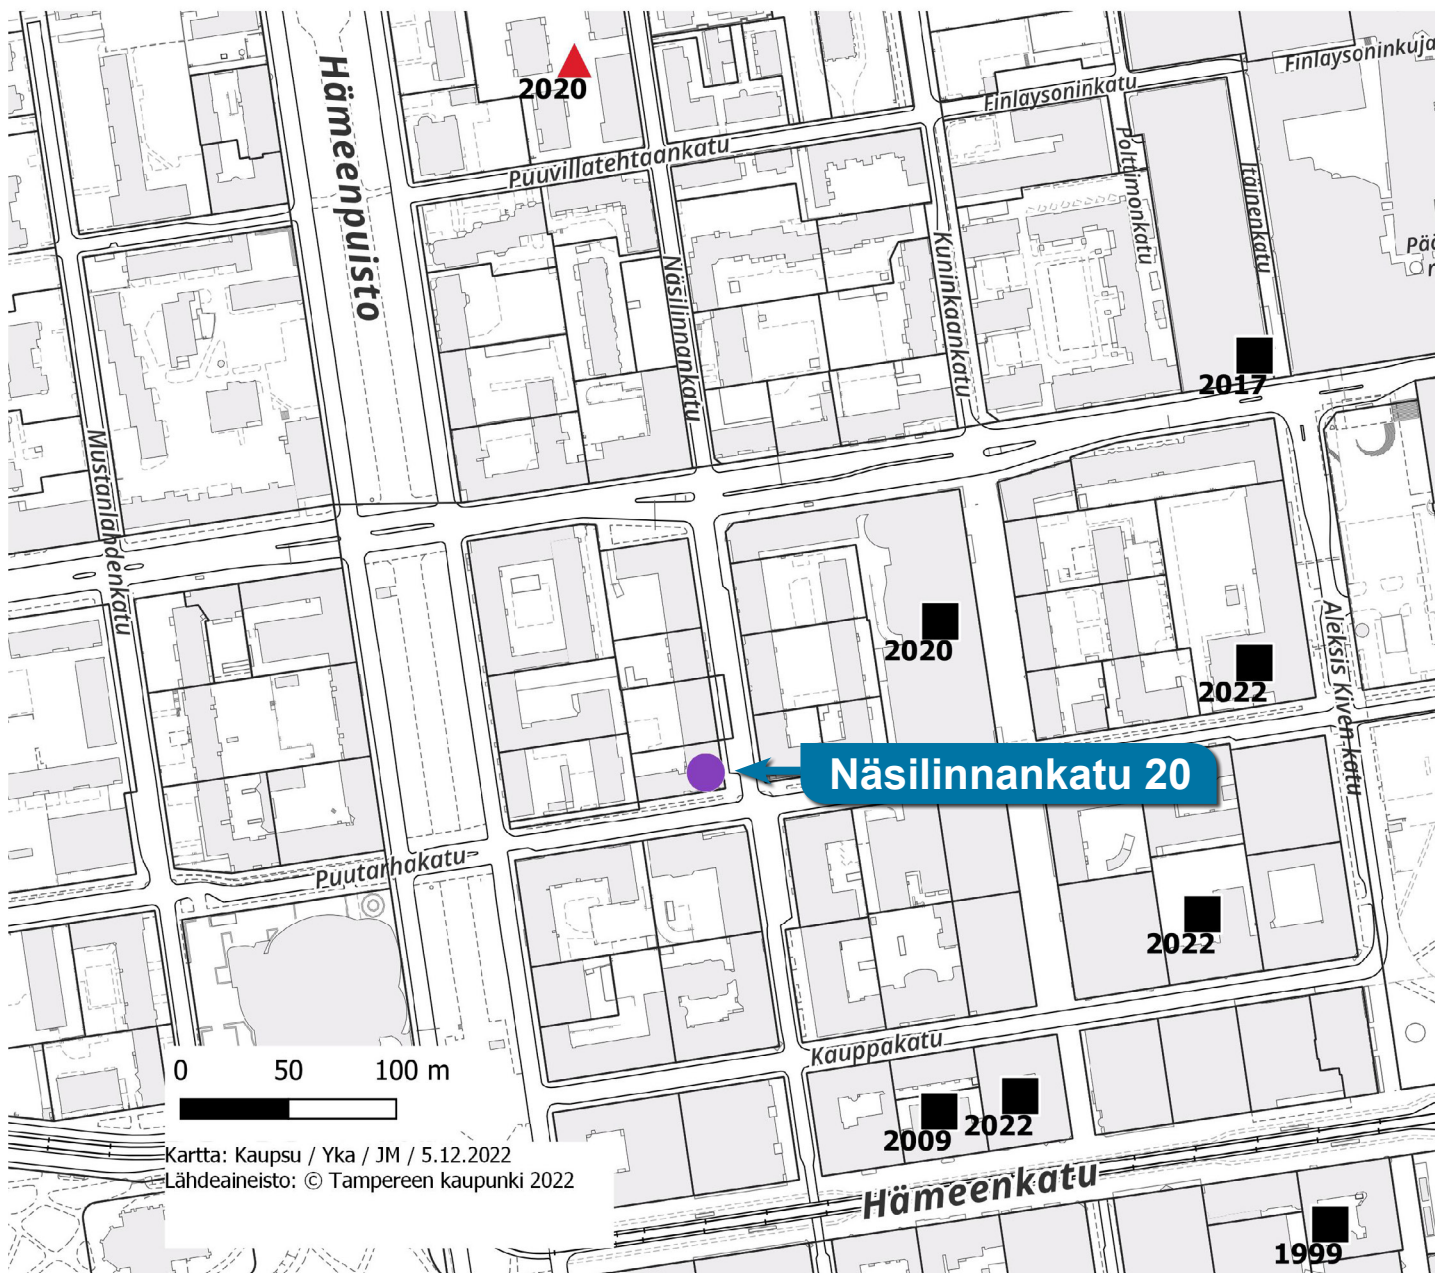 2020
Hämeenpuisto
Puuvillatehtaankatu
Finlaysoninkatu
Finlaysoninkuja
Polttimonkatu
Itäinenkatu
Näsilinnankatu
Kuninkaankatu
2017
Mustanlahdenkatu
2020
2022
Aleksis Kiven katu
Näsilinnankatu 20
Puutarhakatu
2022
Kauppakatu
2009
2022
Hämeenkatu
1999
0 50 100 m
Kartta: Kaupsu / Yka / JM / 5.12.2022
Lähdeaineisto: © Tampereen kaupunki 2022